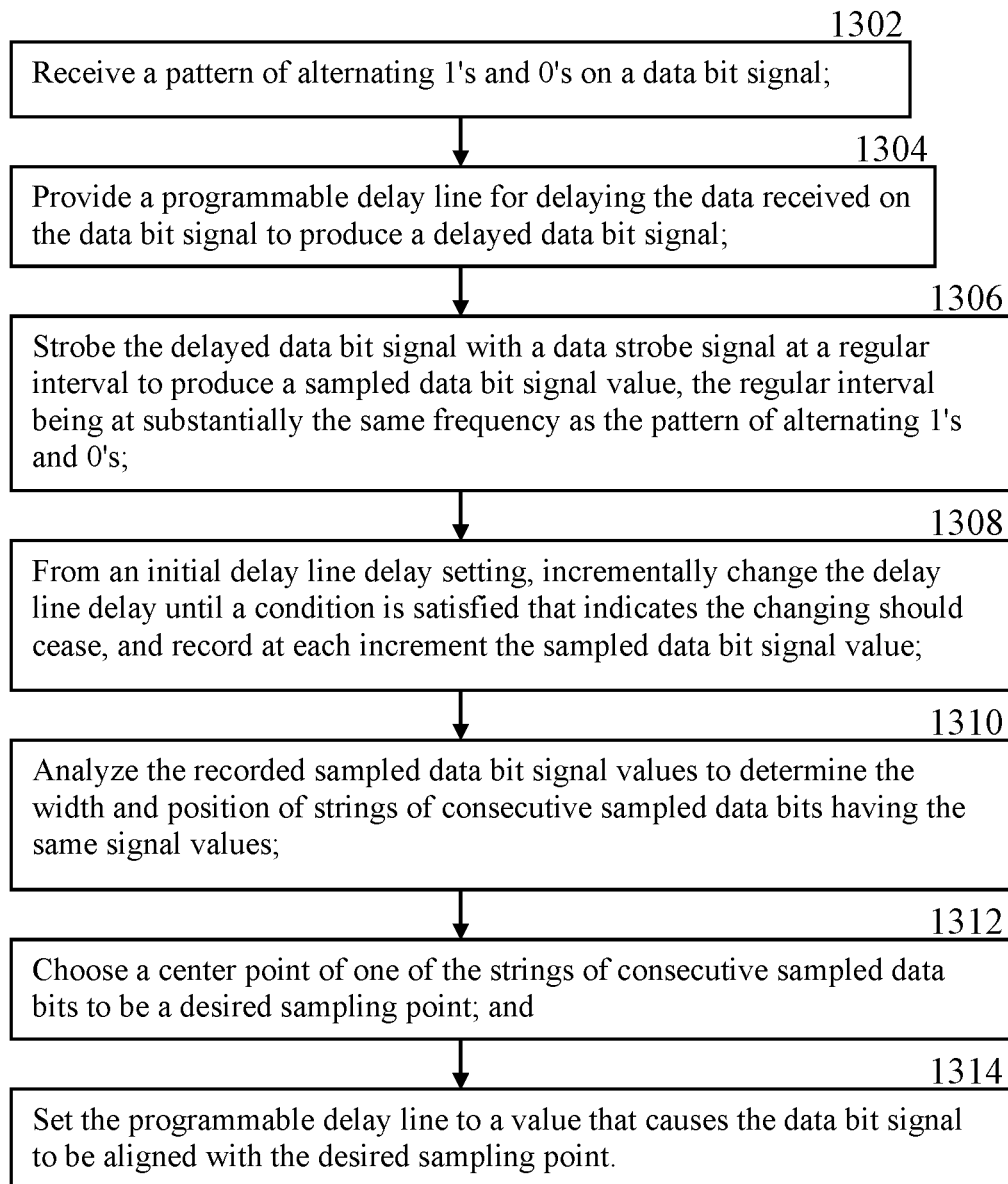 1302
Receive a pattern of alternating 1's and 0's on a data bit signal;
1304
Provide a programmable delay line for delaying the data received on
the data bit signal to produce a delayed data bit signal;
1306
Strobe the delayed data bit signal with a data strobe signal at a regular
interval to produce a sampled data bit signal value, the regular interval
being at substantially the same frequency as the pattern of alternating 1's
and 0's;
1308
From an initial delay line delay setting, incrementally change the delay
line delay until a condition is satisfied that indicates the changing should
cease, and record at each increment the sampled data bit signal value;
1310
Analyze the recorded sampled data bit signal values to determine the
width and position of strings of consecutive sampled data bits having the
same signal values;
1312
Choose a center point of one of the strings of consecutive sampled data
bits to be a desired sampling point; and
1314
Set the programmable delay line to a value that causes the data bit signal
to be aligned with the desired sampling point.